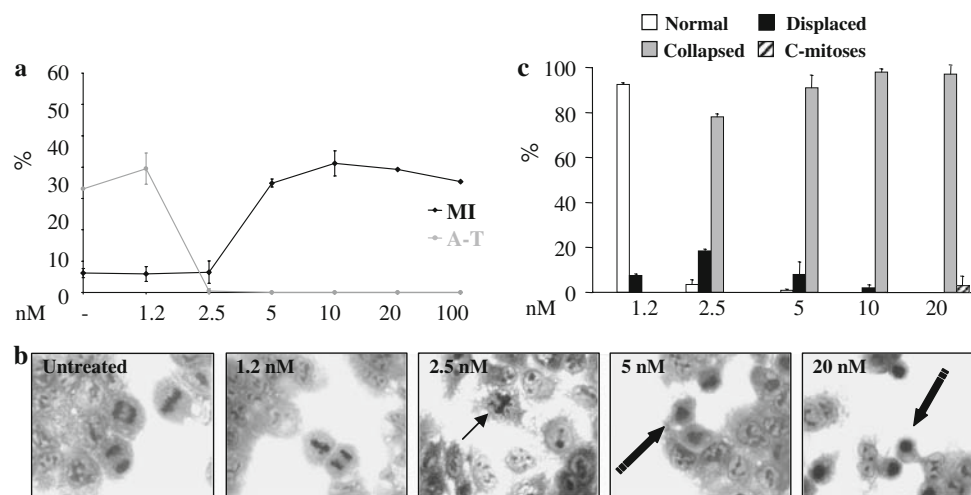 a
60
50
40
30
20
10
0
%
nM
- 1.2 2.5 5 10 20 100
MI
A-T
Normal Displaced
Collapsed C-mitoses
c
100
80
60
40
20
0
%
nM
1.2 2.5 5 10 20
b
Untreated 1.2 nM 2.5 nM 5 nM 20 nM